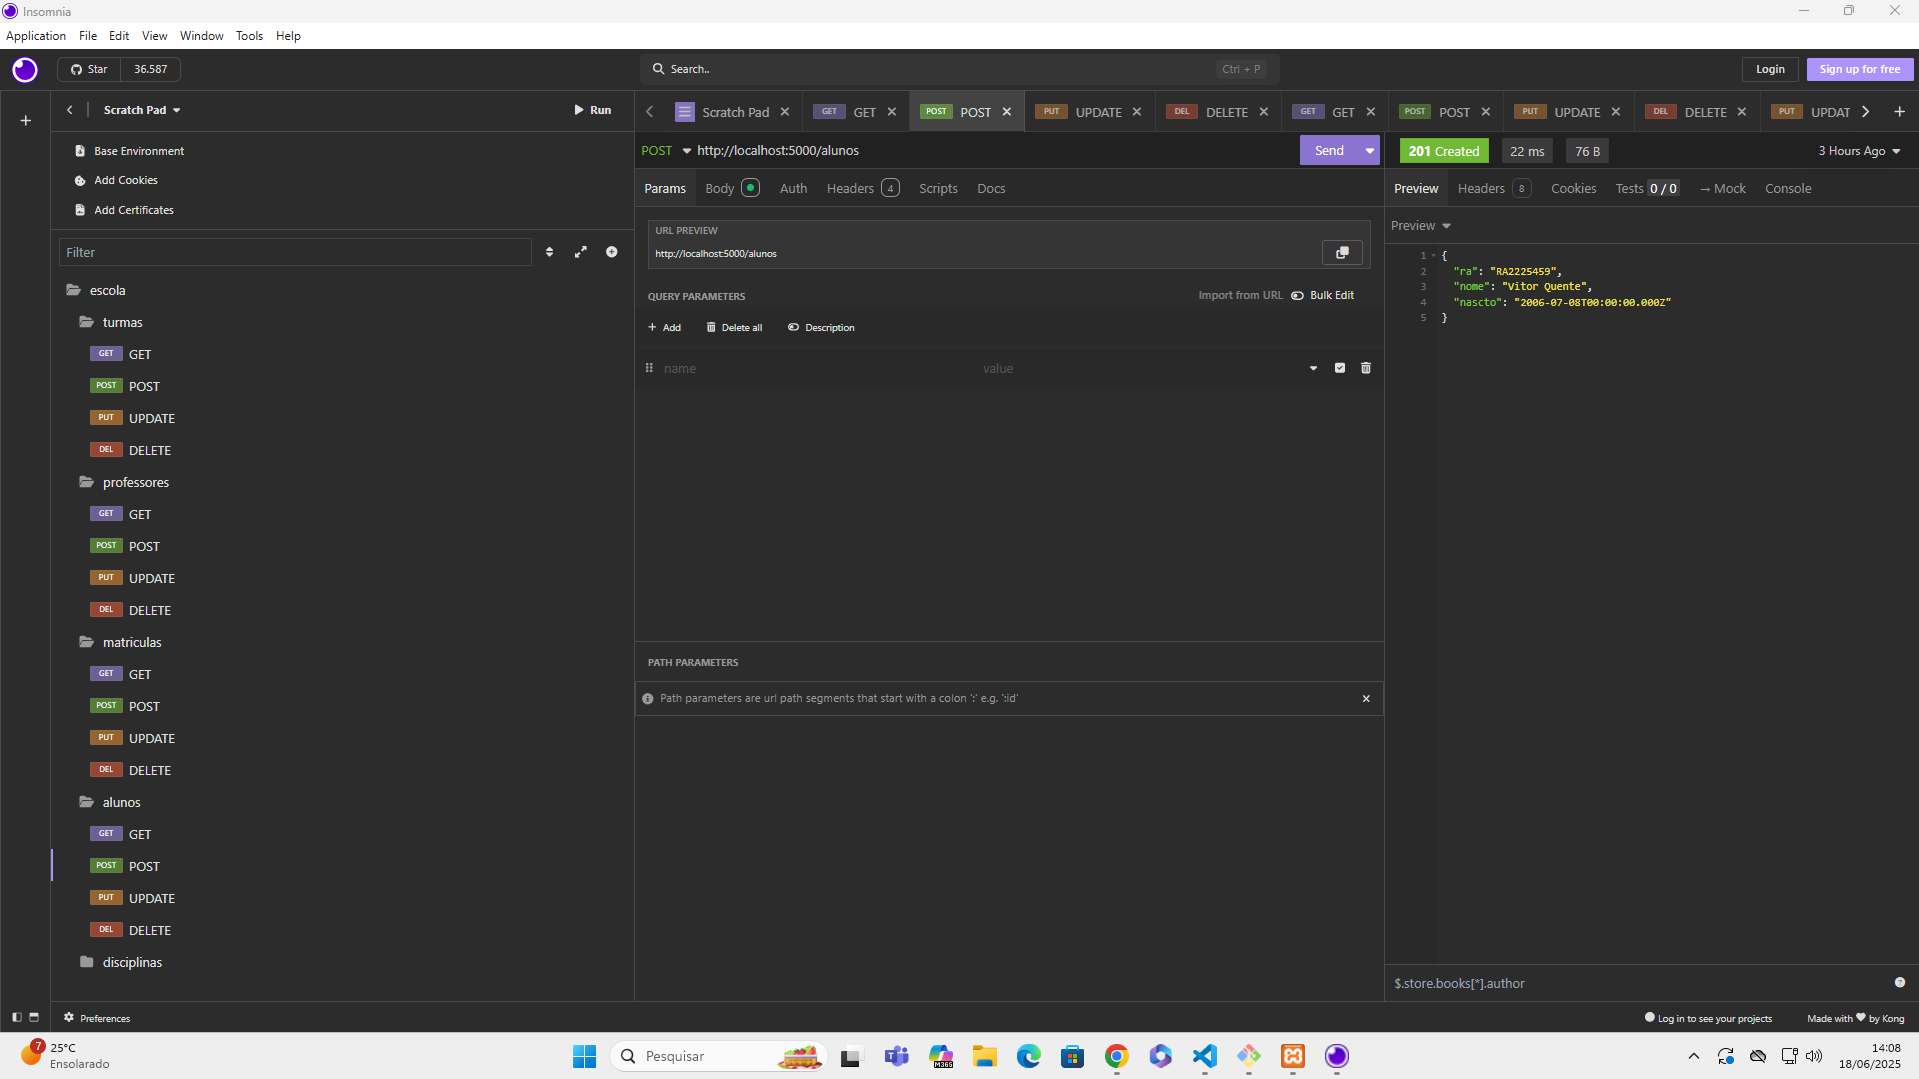 Insomnia
Application File Edit View Window Tools Help
Star 36.587
Search.. Ctrl + P
Login Sign up for free
Scratch Pad
Run
Scratch Pad GET GET POST POST PUT UPDATE DEL DELETE GET GET POST POST PUT UPDATE DEL DELETE PUT UPDAT
Base Environment
Add Cookies
Add Certificates
Filter
escola
turmas
GET GET
POST POST
PUT UPDATE
DEL DELETE
professores
GET GET
POST POST
PUT UPDATE
DEL DELETE
matriculas
GET GET
POST POST
PUT UPDATE
DEL DELETE
alunos
GET GET
POST POST
PUT UPDATE
DEL DELETE
disciplinas
POST http://localhost:5000/alunos Send
Params Body Auth Headers 4 Scripts Docs
URL PREVIEW
http://localhost:5000/alunos
QUERY PARAMETERS Import from URL Bulk Edit
Add Delete all Description
name value
PATH PARAMETERS
Path parameters are url path segments that start with a colon ':' e.g. ':id'
201 Created 22 ms 76 B 3 Hours Ago
Preview Headers 8 Cookies Tests 0 / 0 → Mock Console
Preview
1 {
2 "ra": "RA2225459",
3 "nome": "Vitor Quente",
4 "nascto": "2006-07-08T00:00:00.000Z"
5 }
$.store.books[*].author
Preferences
Log in to see your projects Made with ♥ by Kong
7
25°C
Ensolarado
Pesquisar
M365
14:08
18/06/2025